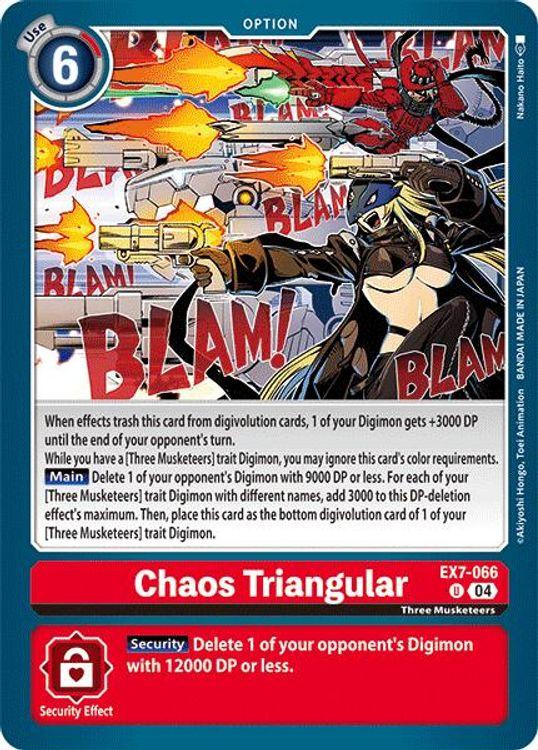 OPTION
Use
6
Nakano Haito
BLAM
BLAM!
BLAM!
BLAM
BLAM!
BLAM!
BLAM
When effects trash this card from digivolution cards, 1 of your Digimon gets +3000 DP
until the end of your opponent's turn.
While you have a [Three Musketeers] trait Digimon, you may ignore this card's color requirements.
Main Delete 1 of your opponent's Digimon with 9000 DP or less. For each of your
[Three Musketeers] trait Digimon with different names, add 3000 to this DP-deletion
effect's maximum. Then, place this card as the bottom digivolution card of 1 of your
[Three Musketeers] trait Digimon.
©Akiyoshi Hongo, Toei Animation BANDAI MADE IN JAPAN
Chaos Triangular
EX7-066
U 04
Three Musketeers
Security Delete 1 of your opponent's Digimon
with 12000 DP or less.
Security Effect